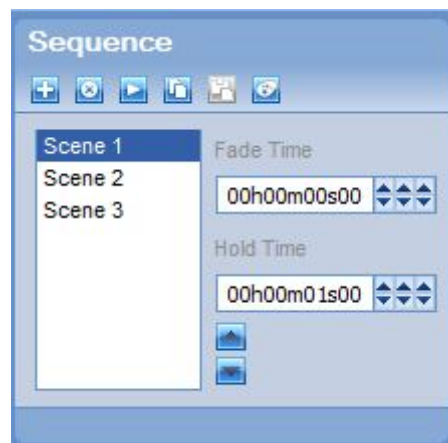 Sequence
Scene 1
Scene 2
Scene 3
Fade Time
00h00m00s00
Hold Time
00h00m01s00